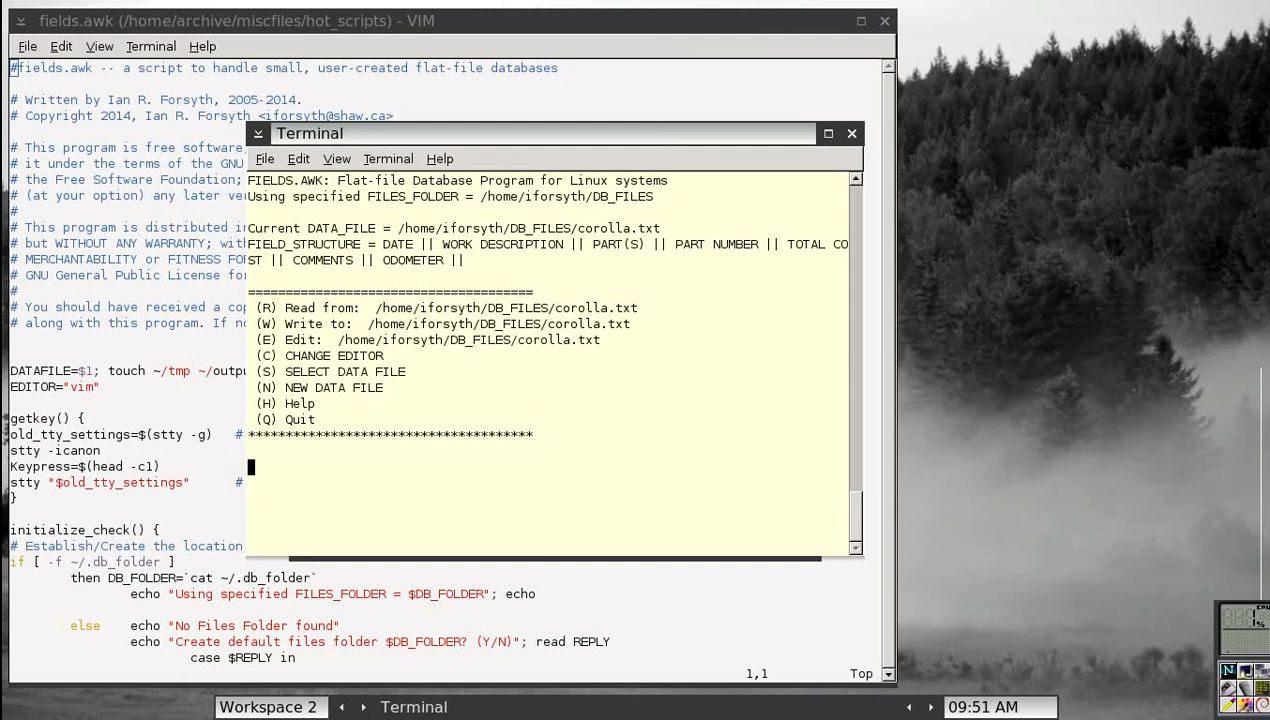 fields.awk (/home/archive/miscfiles/hot_scripts) - VIM
File Edit View Terminal Help
#fields.awk -- a script to handle small, user-created flat-file databases
# Written by Ian R. Forsyth, 2005-2014.
# Copyright 2014, Ian R. Forsyth <iforsyth@shaw.ca>
# This program is free software,
# it under the terms of the GNU
# the Free Software Foundation;
# (at your option) any later ver
#
# This program is distributed in
# but WITHOUT ANY WARRANTY; wit
# MERCHANTABILITY or FITNESS FO
# GNU General Public License for
#
# You should have received a cop
# along with this program. If no
DATAFILE=$1; touch ~/tmp ~/outpu
EDITOR="vim"
getkey() {
old_tty_settings=$(stty -g) #
stty -icanon
Keypress=$(head -c1)
stty "$old_tty_settings" #
}
initialize_check() {
# Establish/Create the location
if [ -f ~/.db_folder ]
then DB_FOLDER=`cat ~/.db_folder`
echo "Using specified FILES_FOLDER = $DB_FOLDER"; echo
else echo "No Files Folder found"
echo "Create default files folder $DB_FOLDER? (Y/N)"; read REPLY
case $REPLY in
1,1 Top
Terminal
File Edit View Terminal Help
FIELDS.AWK: Flat-file Database Program for Linux systems
Using specified FILES_FOLDER = /home/iforsyth/DB_FILES
Current DATA_FILE = /home/iforsyth/DB_FILES/corolla.txt
FIELD_STRUCTURE = DATE || WORK DESCRIPTION || PART(S) || PART NUMBER || TOTAL CO
ST || COMMENTS || ODOMETER ||
======================================
(R) Read from: /home/iforsyth/DB_FILES/corolla.txt
(W) Write to: /home/iforsyth/DB_FILES/corolla.txt
(E) Edit: /home/iforsyth/DB_FILES/corolla.txt
(C) CHANGE EDITOR
(S) SELECT DATA FILE
(N) NEW DATA FILE
(H) Help
(Q) Quit
**************************************
Workspace 2 Terminal 09:51 AM
CPU
1%
N